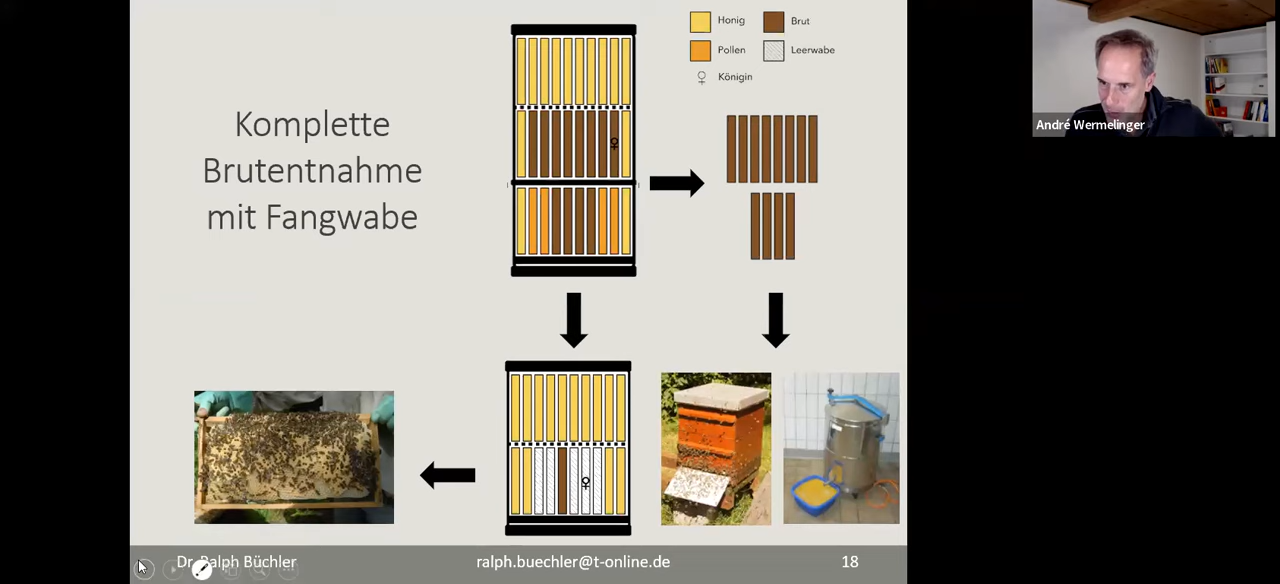 Komplette
Brutentnahme
mit Fangwabe
Honig
Brut
Pollen
Leerwabe
Königin
André Wermelinger
Dr. Ralph Büchler
ralph.buechler@t-online.de
18